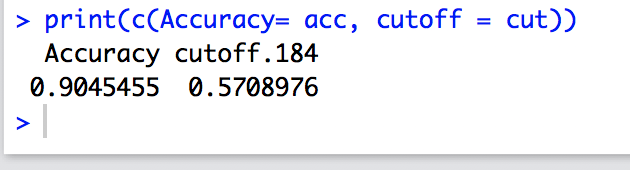 > print(c(Accuracy= acc, cutoff = cut))
Accuracy cutoff.184
0.9045455 0.5708976
>